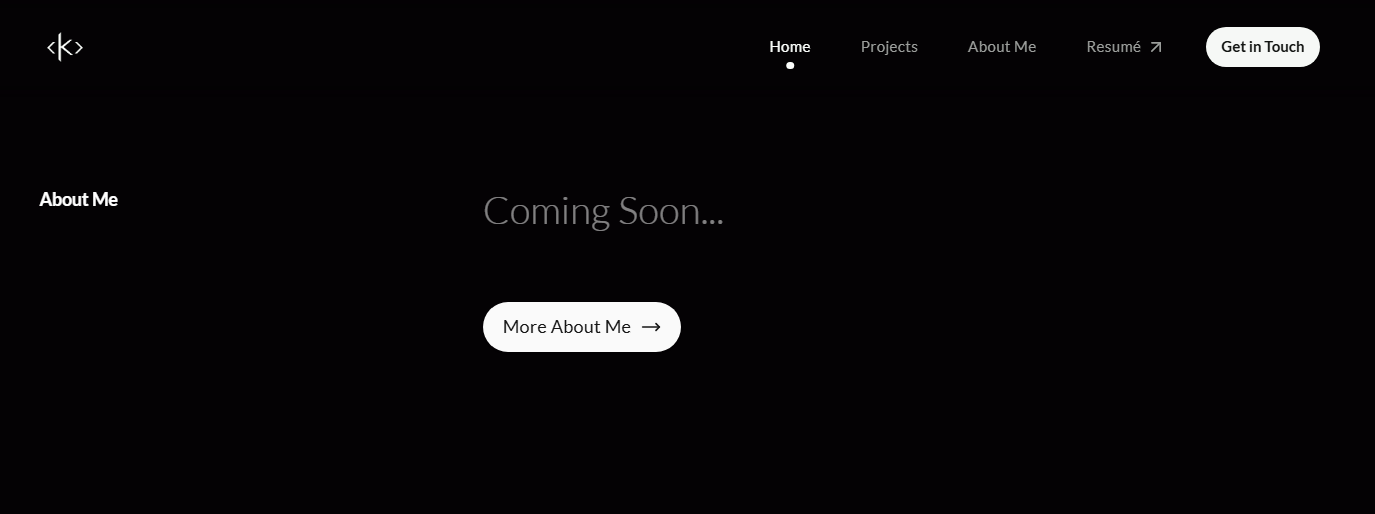 <k>
Home
Projects
About Me
Resumé
Get in Touch
About Me
Coming Soon...
More About Me